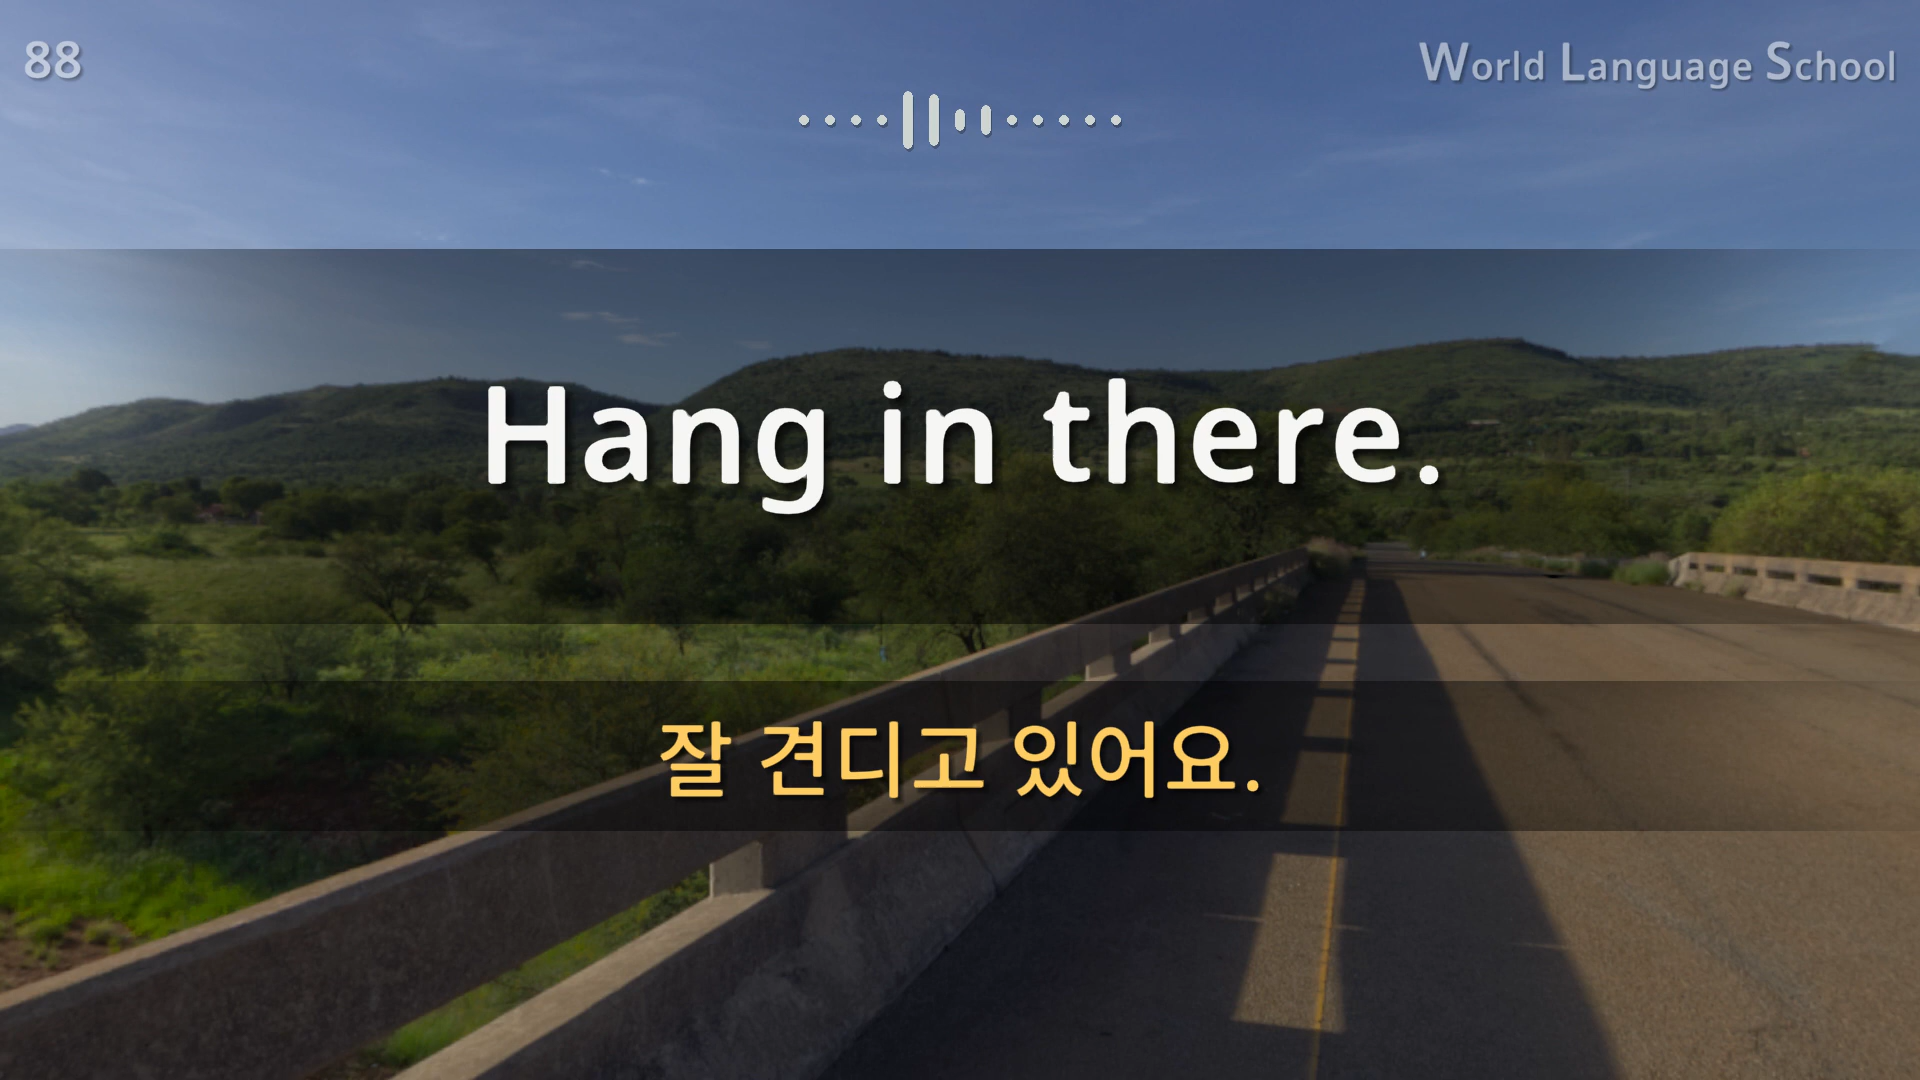 88
World Language School
Hang in there.
잘 견디고 있어요.